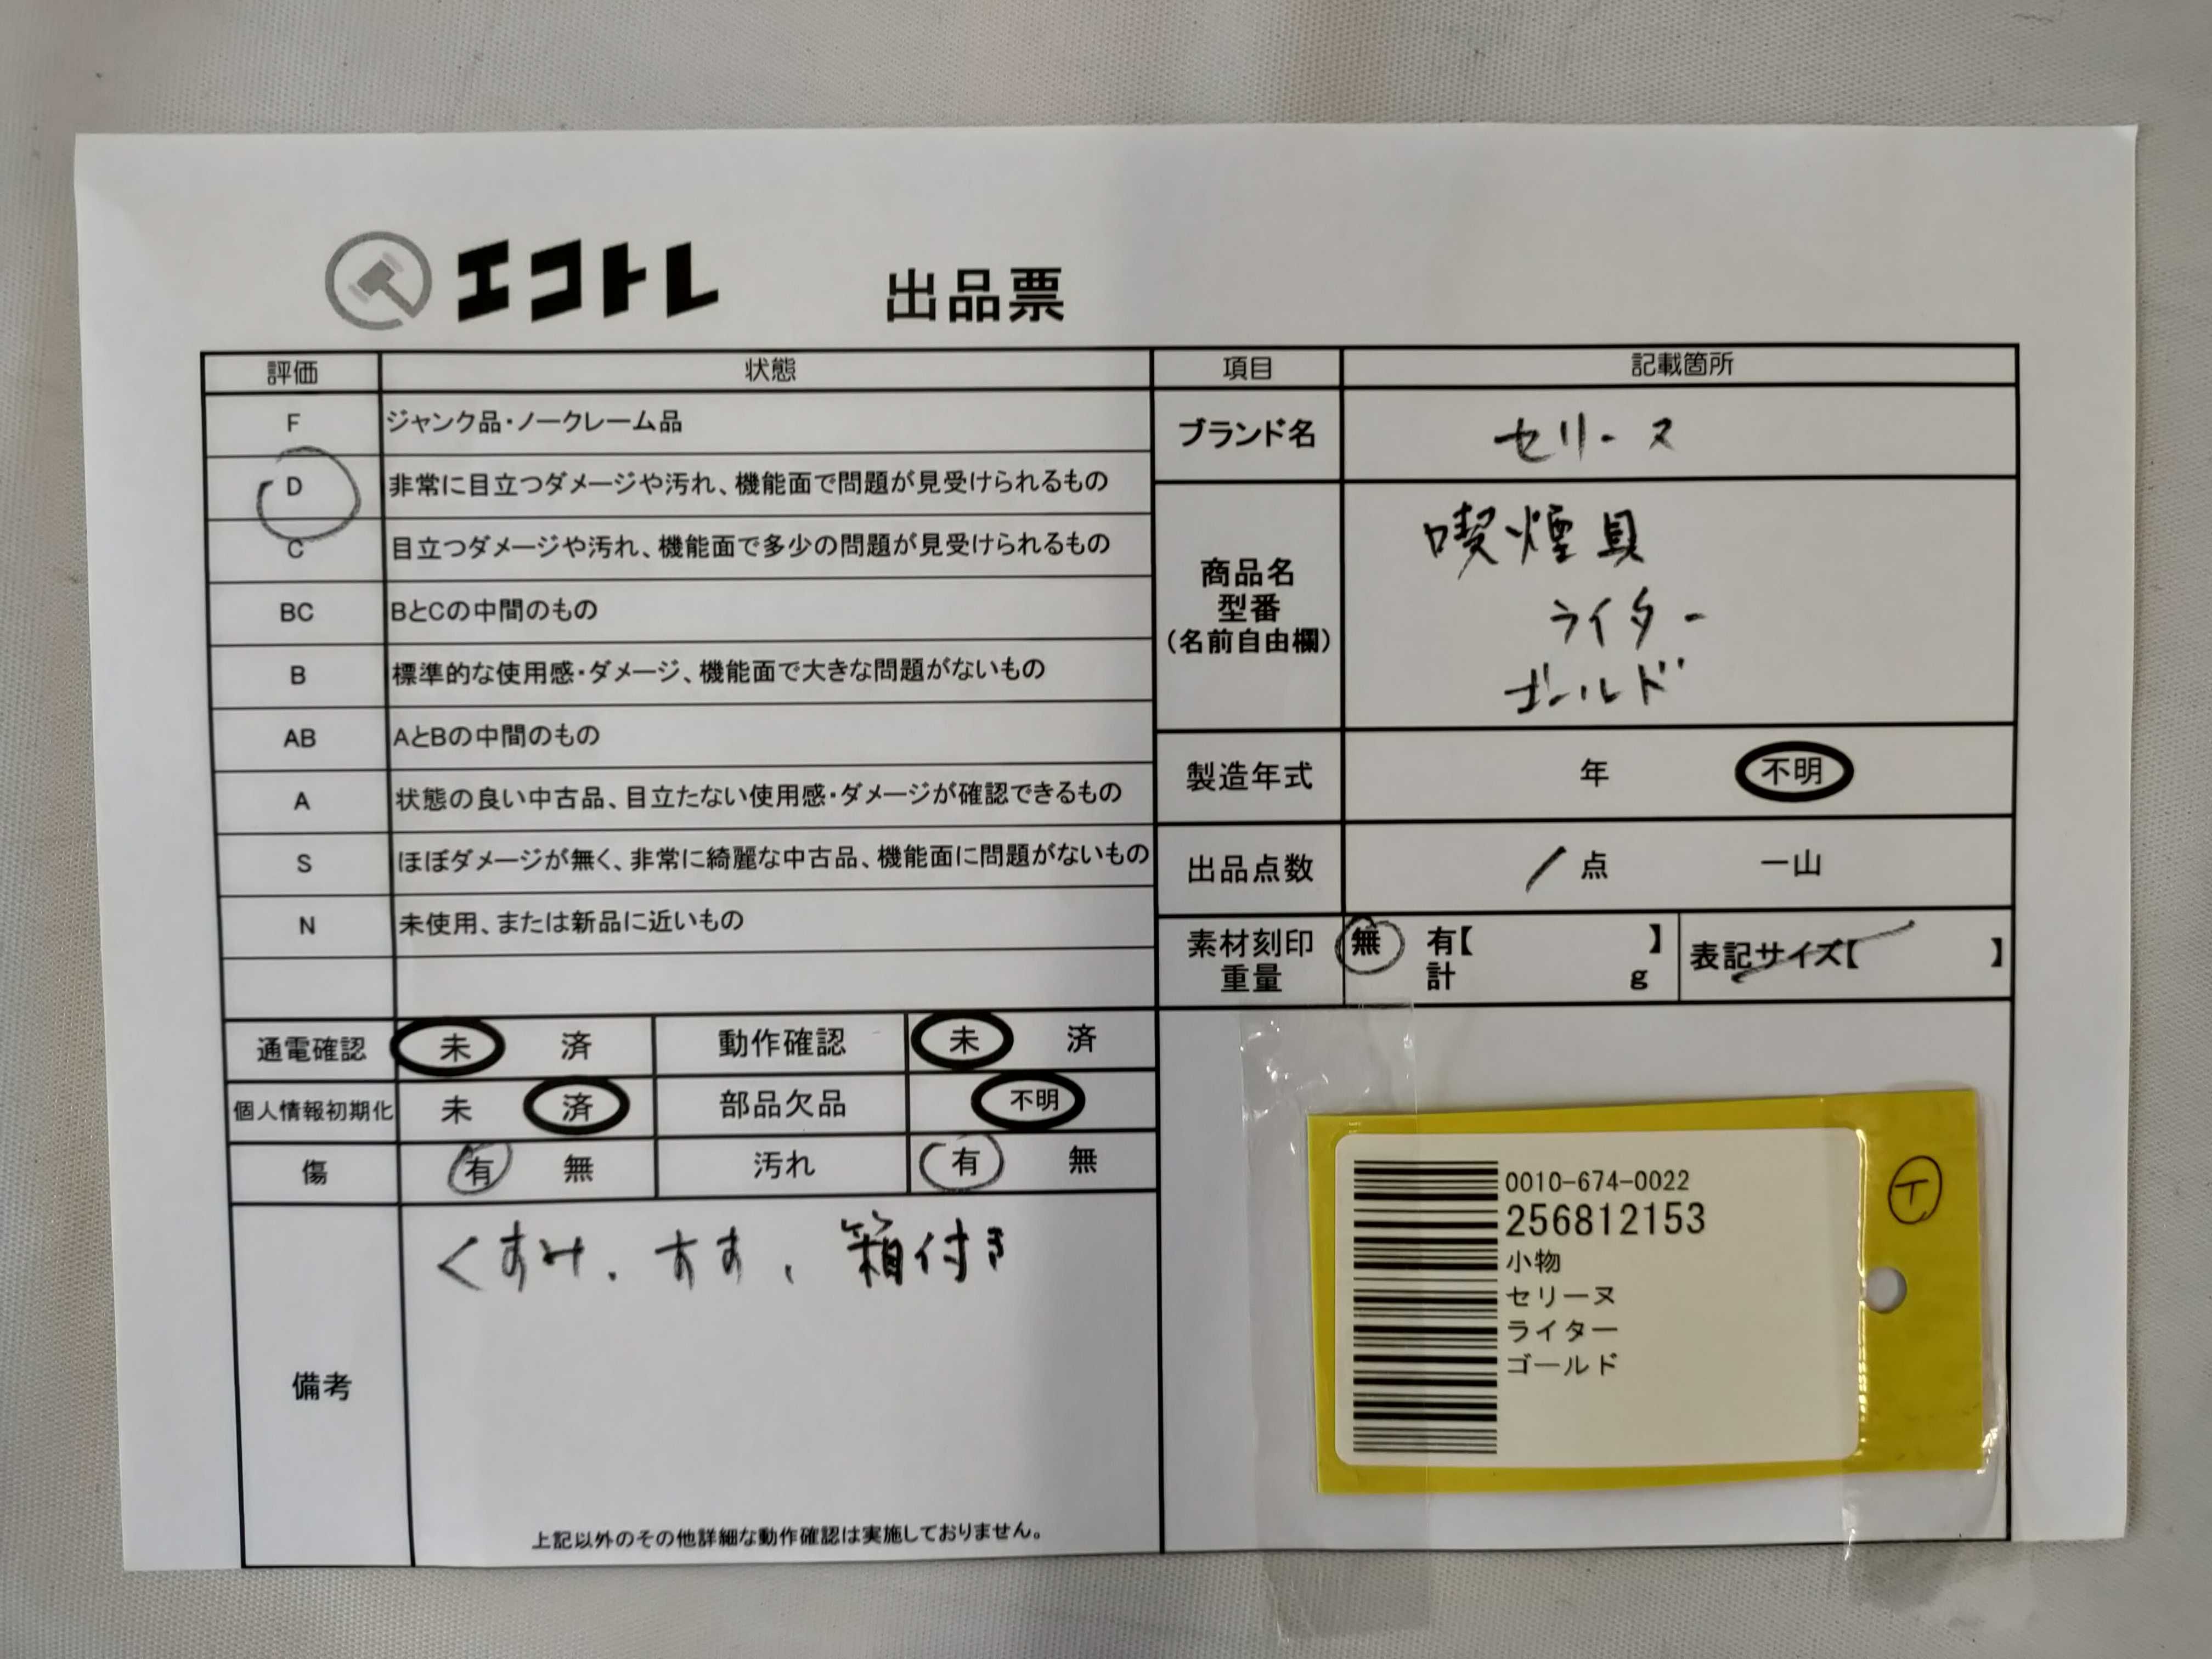 エコトレ 出品票
評価 状態
F ジャンク品・ノークレーム品
D 非常に目立つダメージや汚れ、機能面で問題が見受けられるもの
C 目立つダメージや汚れ、機能面で多少の問題が見受けられるもの
BC BとCの中間のもの
B 標準的な使用感・ダメージ、機能面で大きな問題がないもの
AB AとBの中間のもの
A 状態の良い中古品、目立たない使用感・ダメージが確認できるもの
S ほぼダメージが無く、非常に綺麗な中古品、機能面に問題がないもの
N 未使用、または新品に近いもの
項目 記載箇所
ブランド名 セリーヌ
商品名
型番
(名前自由欄)
喫煙具
ライター
ゴールド
製造年式 年 不明
出品点数 / 点 一山
素材刻印
重量
無 有【 】
計 g
表記サイズ【 】
通電確認 未 済 動作確認 未 済
個人情報初期化 未 済 部品欠品 不明
傷 有 無 汚れ 有 無
備考
くすみ、すす、箱付き
上記以外のその他詳細な動作確認は実施しておりません。
0010-674-0022
256812153
小物
セリーヌ
ライター
ゴールド
T